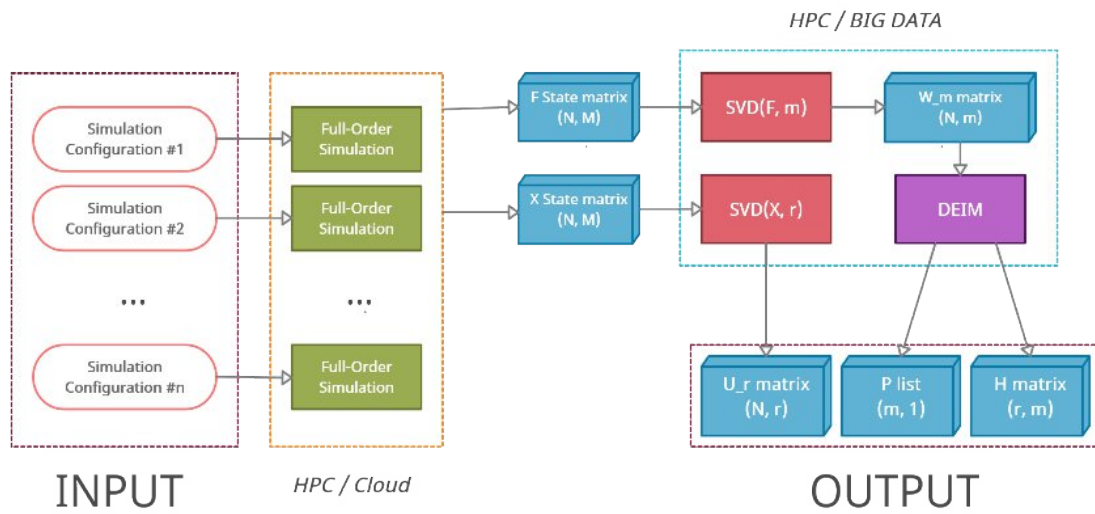 HPC / BIG DATA
Simulation
Configuration #1
Full-Order
Simulation
F State matrix
(N, M)
SVD(F, m)
W_m matrix
(N, m)
Simulation
Configuration #2
Full-Order
Simulation
X State matrix
(N, M)
SVD(X, r)
DEIM
...
...
Simulation
Configuration #n
Full-Order
Simulation
U_r matrix
(N, r)
P list
(m, 1)
H matrix
(r, m)
INPUT
HPC / Cloud
OUTPUT